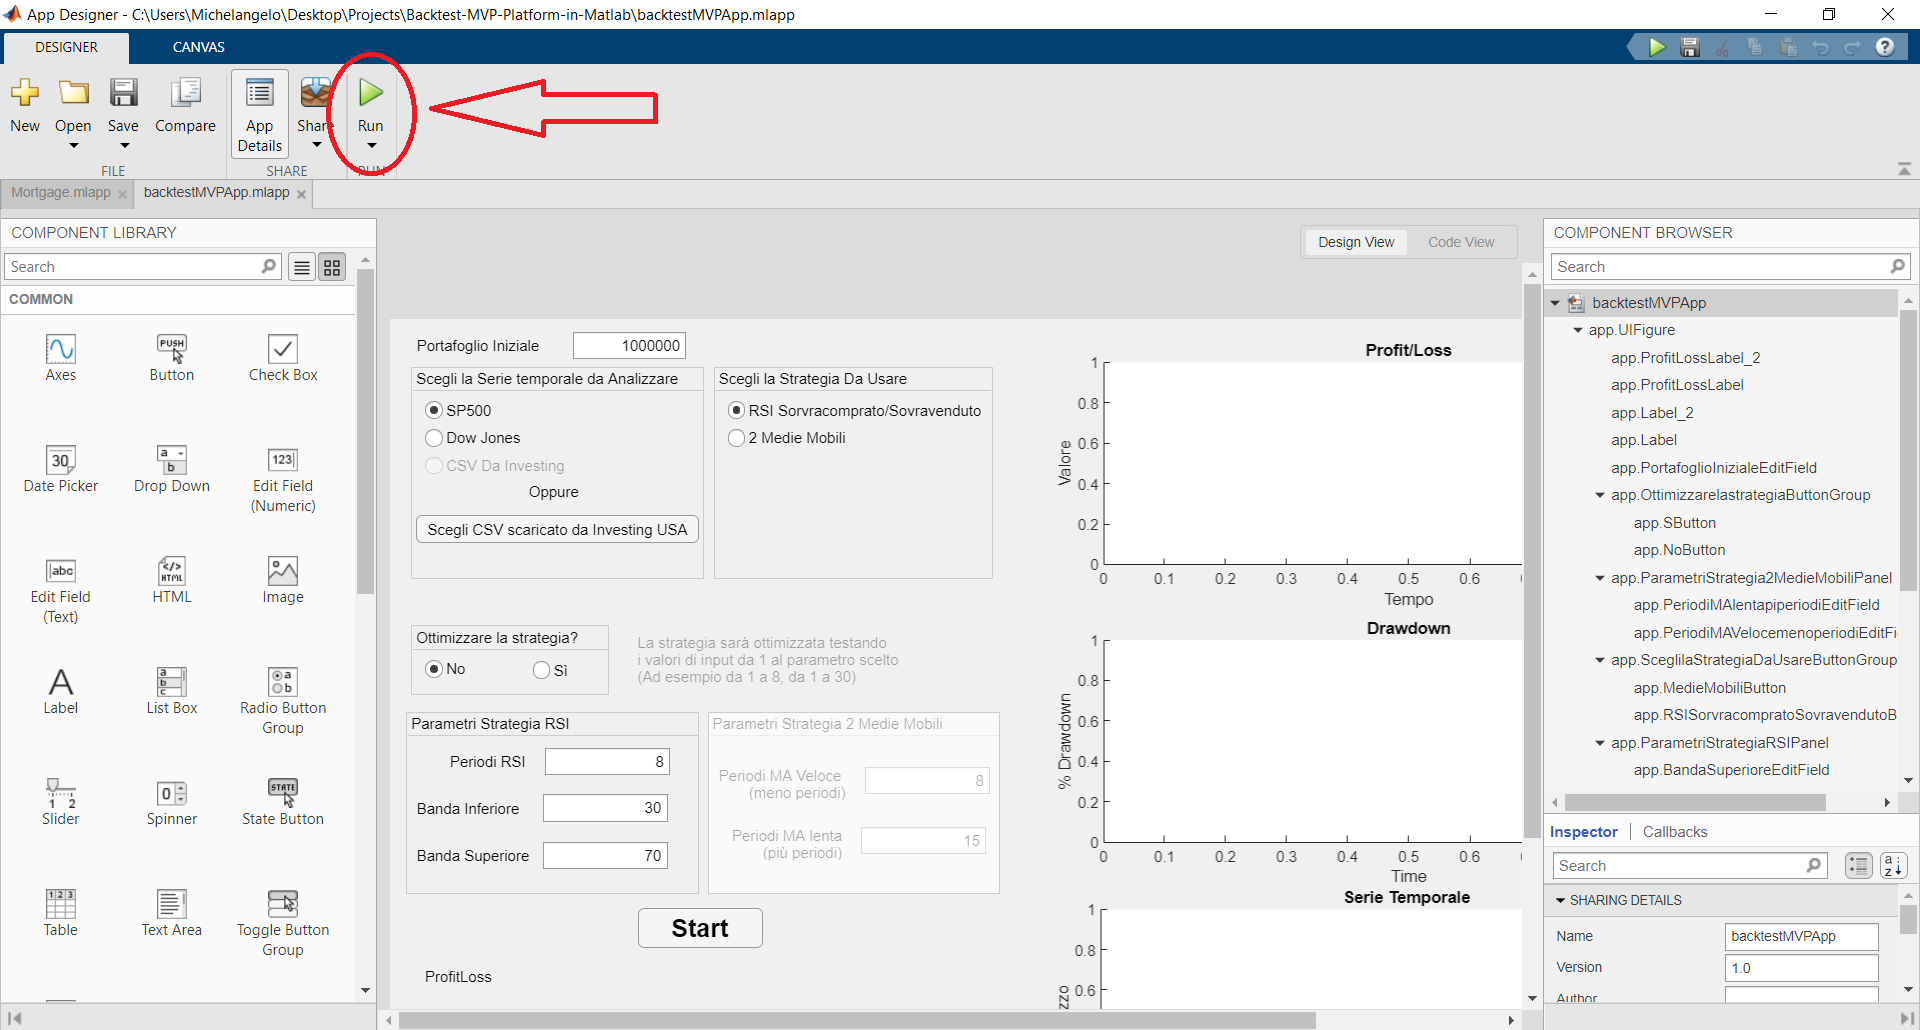 App Designer - C:\Users\Michelangelo\Desktop\Projects\Backtest-MVP-Platform-in-Matlab\backtestMVPApp.mlapp
DESIGNER
CANVAS
New
Open
Save
Compare
App
Details
Share
Run
FILE
SHARE
RUN
Mortgage.mlapp
backtestMVPApp.mlapp
COMPONENT LIBRARY
Search
COMMON
Axes
PUSH
Button
Check Box
30
Date Picker
a
b
Drop Down
123
Edit Field
(Numeric)
abc
Edit Field
(Text)
</>
HTML
HTML
Image
A
Label
a
b
c
List Box
a
b
Radio Button
Group
1 2
Slider
0
Spinner
STATE
State Button
1 2 3
Table
Text Area
Toggle Button
Group
Design View
Code View
Portafoglio Iniziale
1000000
Scegli la Serie temporale da Analizzare
SP500
Dow Jones
CSV Da Investing
Oppure
Scegli CSV scaricato da Investing USA
Scegli la Strategia Da Usare
RSI Sorvracomprato/Sovravenduto
2 Medie Mobili
Ottimizzare la strategia?
No
Sì
La strategia sarà ottimizzata testando
i valori di input da 1 al parametro scelto
(Ad esempio da 1 a 8, da 1 a 30)
Parametri Strategia RSI
Periodi RSI
8
Banda Inferiore
30
Banda Superiore
70
Parametri Strategia 2 Medie Mobili
Periodi MA Veloce
(meno periodi)
8
Periodi MA lenta
(più periodi)
15
Start
ProfitLoss
Profit/Loss
Valore
1
0.8
0.6
0.4
0.2
0
0
0.1
0.2
0.3
0.4
0.5
0.6
Tempo
Drawdown
% Drawdown
1
0.8
0.6
0.4
0.2
0
0
0.1
0.2
0.3
0.4
0.5
0.6
Time
Serie Temporale
1
0.8
0.6
zzo
COMPONENT BROWSER
Search
backtestMVPApp
app.UIFigure
app.ProfitLossLabel_2
app.ProfitLossLabel
app.Label_2
app.Label
app.PortafoglioInizialeEditField
app.OttimizzarelastrategiaButtonGroup
app.SButton
app.NoButton
app.ParametriStrategia2MedieMobiliPanel
app.PeriodiMAlentapiperiodiEditField
app.PeriodiMAVelocemenoperiodiEditFi
app.SceglilaStrategiaDaUsareButtonGroup
app.MedieMobiliButton
app.RSISorvracompratoSovravendutoB
app.ParametriStrategiaRSIPanel
app.BandaSuperioreEditField
Inspector
Callbacks
Search
a
z
SHARING DETAILS
Name
backtestMVPApp
Version
1.0
Author